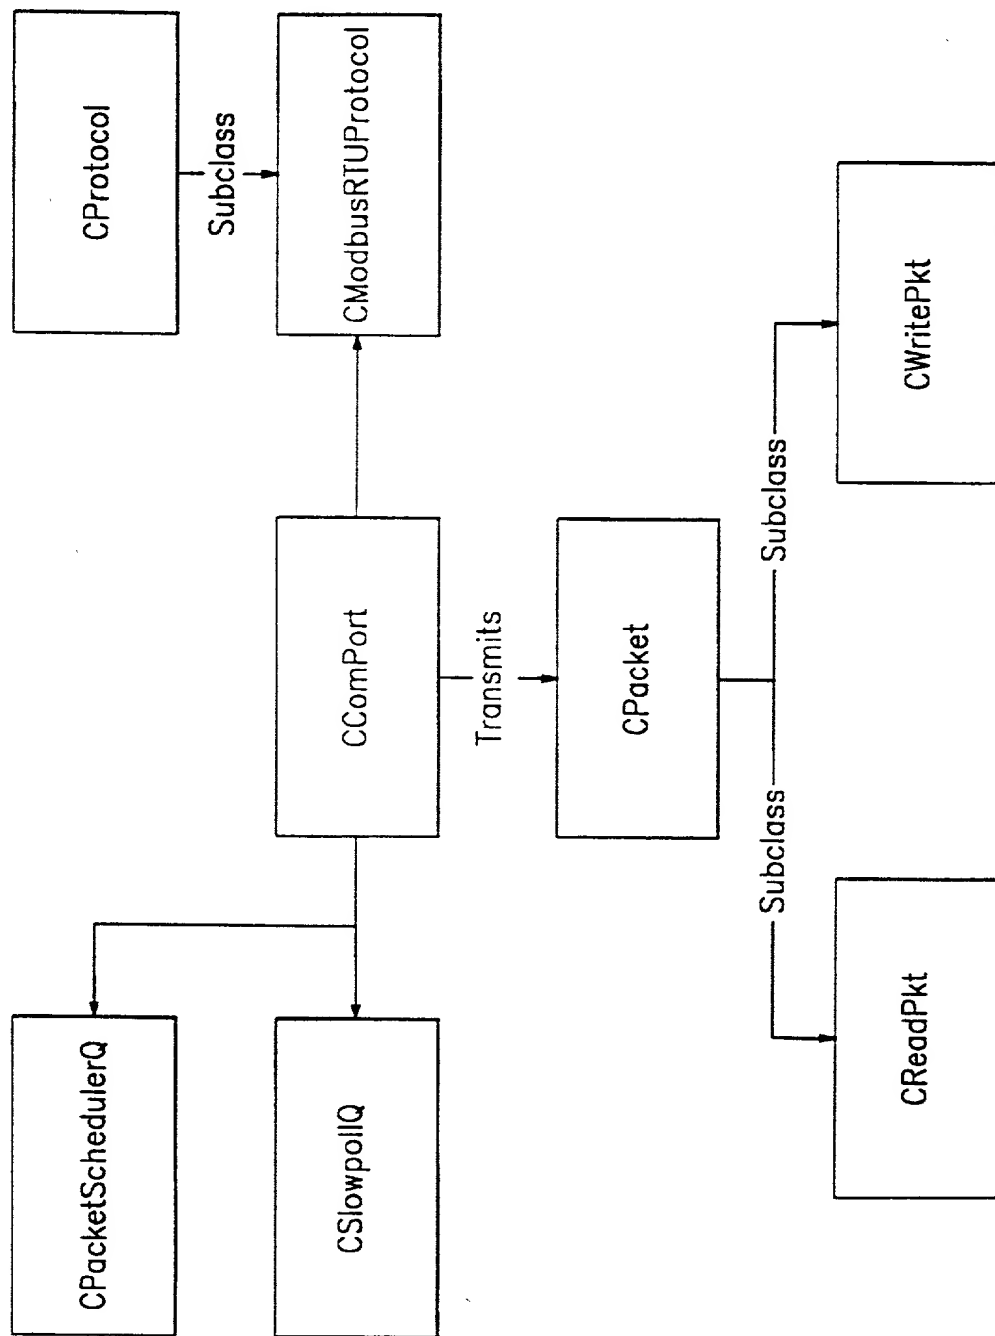 CPacketSchedulerQ
CProtocol
Subclass
CSlowpollQ
CComPort
CModbusRTUProtocol
Transmits
CPacket
Subclass
Subclass
CReadPkt
CWritePkt